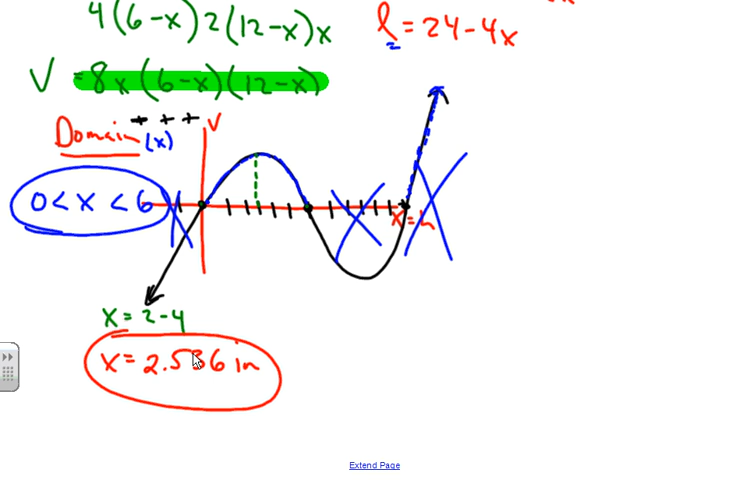 4(6-x)2(12-x)x
l = 24-4x
2
V = 8x(6-x)(12-x)
+ + +
V
Domain (x)
0 < x < 6
x = h
x = 2-4
x = 2.536 in
Extend Page